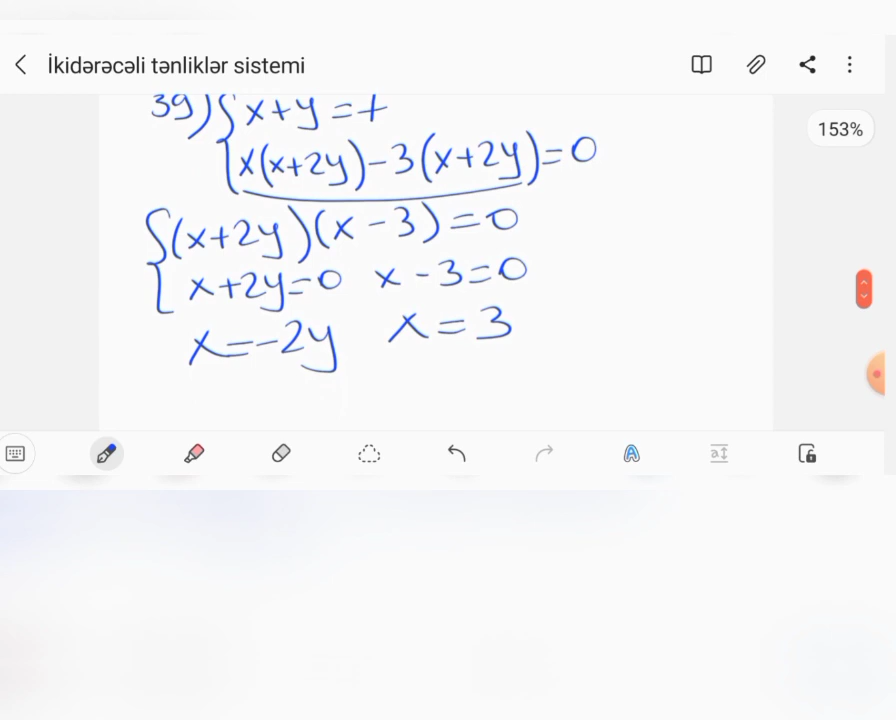 İkidərəcəli tənliklər sistemi
153%
39) { x+y=7
x(x+2y)-3(x+2y)=0
{ (x+2y)(x-3)=0
x+2y=0 x-3=0
x=-2y x=3
A
a